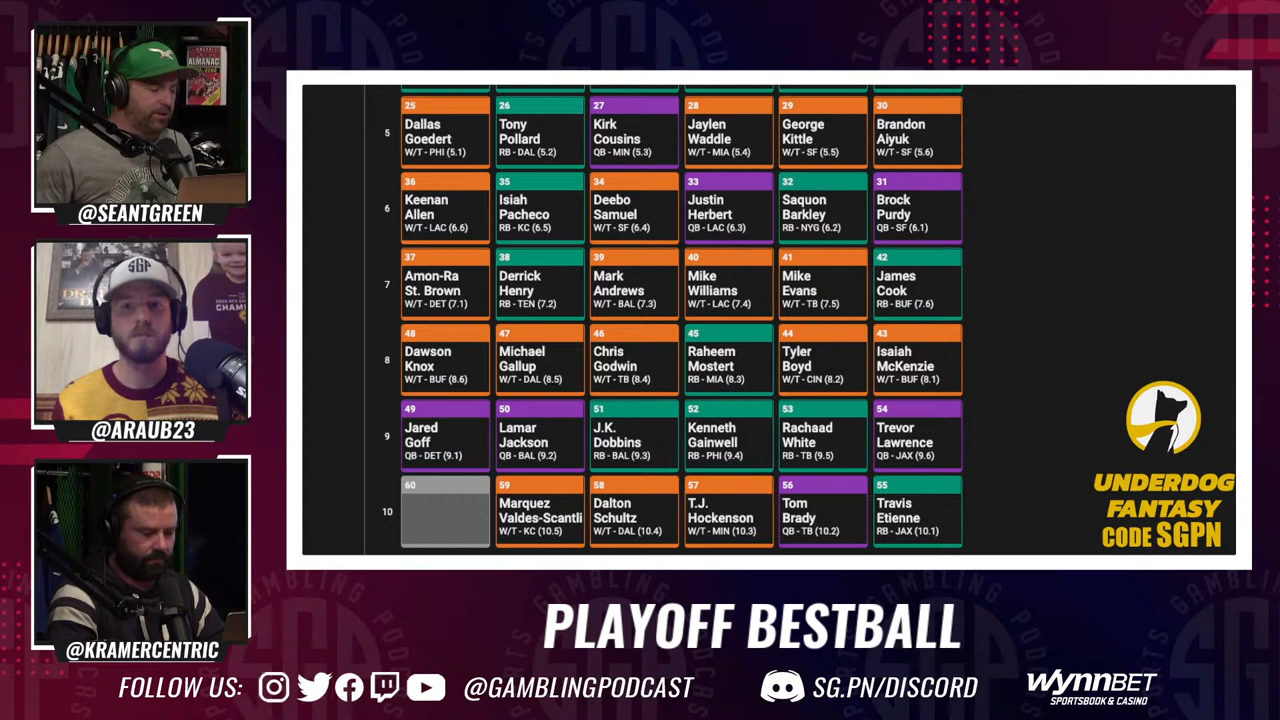 ALMANAC
@SEANTGREEN
SGP
@ARAUB23
@KRAMERCENTRIC
5
25
Dallas
Goedert
W/T - PHI (5.1)
26
Tony
Pollard
RB - DAL (5.2)
27
Kirk
Cousins
QB - MIN (5.3)
28
Jaylen
Waddle
W/T - MIA (5.4)
29
George
Kittle
W/T - SF (5.5)
30
Brandon
Aiyuk
W/T - SF (5.6)
6
36
Keenan
Allen
W/T - LAC (6.6)
35
Isiah
Pacheco
RB - KC (6.5)
34
Deebo
Samuel
W/T - SF (6.4)
33
Justin
Herbert
QB - LAC (6.3)
32
Saquon
Barkley
RB - NYG (6.2)
31
Brock
Purdy
QB - SF (6.1)
7
37
Amon-Ra
St. Brown
W/T - DET (7.1)
38
Derrick
Henry
RB - TEN (7.2)
39
Mark
Andrews
W/T - BAL (7.3)
40
Mike
Williams
W/T - LAC (7.4)
41
Mike
Evans
W/T - TB (7.5)
42
James
Cook
RB - BUF (7.6)
8
48
Dawson
Knox
W/T - BUF (8.6)
47
Michael
Gallup
W/T - DAL (8.5)
46
Chris
Godwin
W/T - TB (8.4)
45
Raheem
Mostert
RB - MIA (8.3)
44
Tyler
Boyd
W/T - CIN (8.2)
43
Isaiah
McKenzie
W/T - BUF (8.1)
9
49
Jared
Goff
QB - DET (9.1)
50
Lamar
Jackson
QB - BAL (9.2)
51
J.K.
Dobbins
RB - BAL (9.3)
52
Kenneth
Gainwell
RB - PHI (9.4)
53
Rachaad
White
RB - TB (9.5)
54
Trevor
Lawrence
QB - JAX (9.6)
10
60
59
Marquez
Valdes-Scantli
W/T - KC (10.5)
58
Dalton
Schultz
W/T - DAL (10.4)
57
T.J.
Hockenson
W/T - MIN (10.3)
56
Tom
Brady
QB - TB (10.2)
55
Travis
Etienne
RB - JAX (10.1)
UNDERDOG
FANTASY
CODE SGPN
PLAYOFF BESTBALL
FOLLOW US:
@GAMBLINGPODCAST
SG.PN/DISCORD
WYNNBET
SPORTSBOOK & CASINO